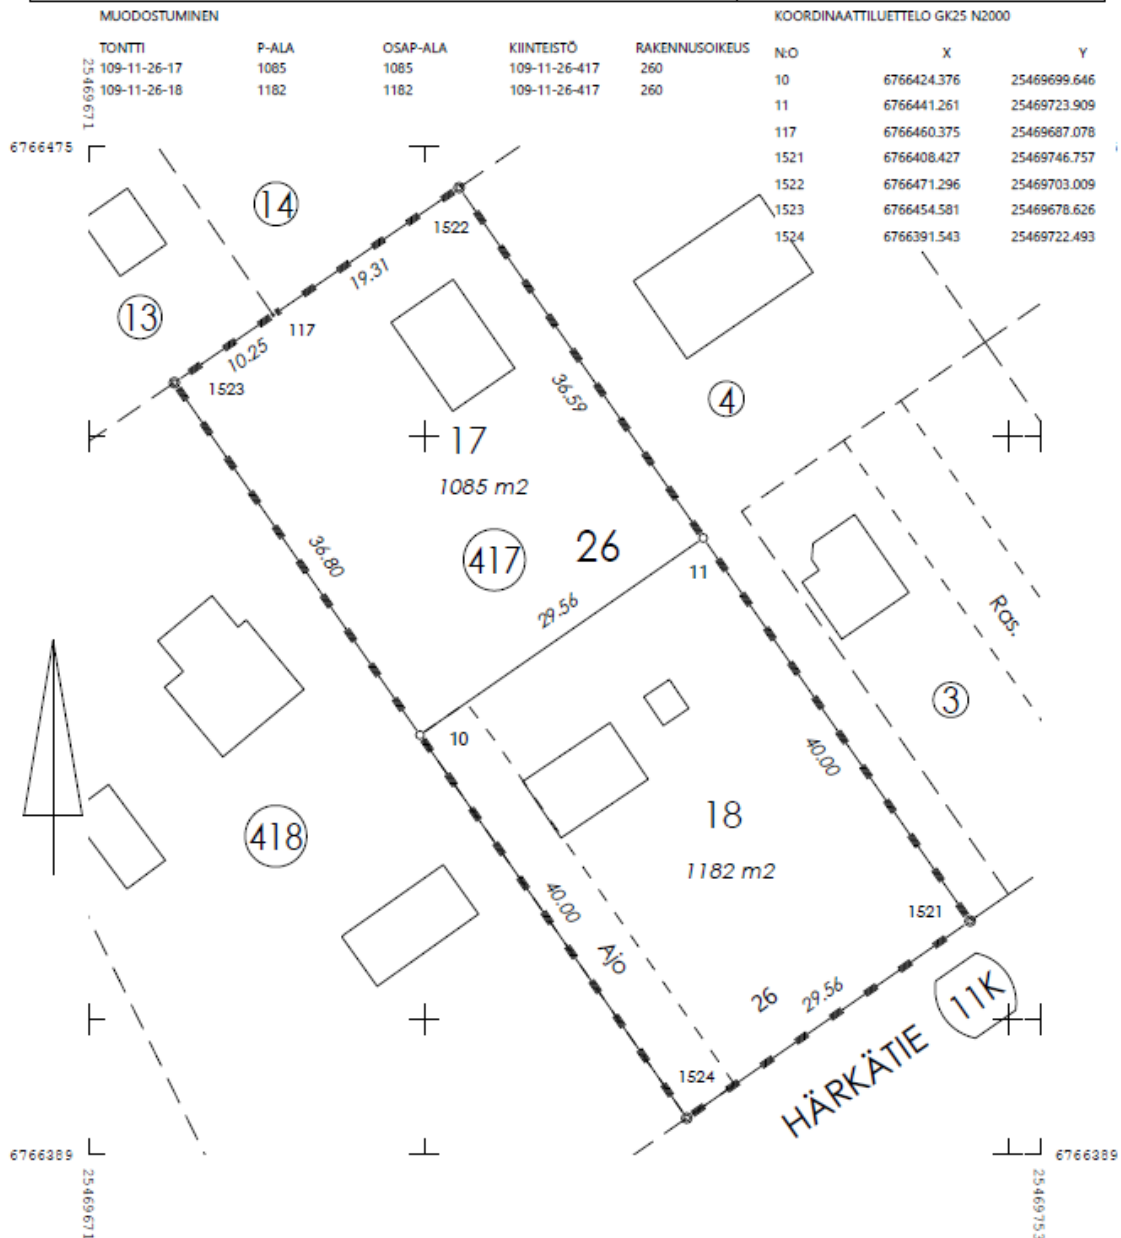 MUODOSTUMINEN
TONTTI P-ALA OSAP-ALA KIINTEISTÖ RAKENNUSOIKEUS
109-11-26-17 1085 1085 109-11-26-417 260
109-11-26-18 1182 1182 109-11-26-417 260
KOORDINAATTILUETTELO GK25 N2000
N:O X Y
10 6766424.376 25469699.646
11 6766441.261 25469723.909
117 6766460.375 25469687.078
1521 6766408.427 25469746.757
1522 6766471.296 25469703.009
1523 6766454.581 25469678.626
1524 6766391.543 25469722.493
25469671
6766475
14
1522
19.31
13
117
10.25
1523
36.59
4
17
1085 m2
36.80
417
26
11
29.56
Ras.
3
10
40.00
18
418
1182 m2
40.00
1521
Ajo
26
29.56
11K
1524
HÄRKÄTIE
6766389
6766389
25469671
25469753